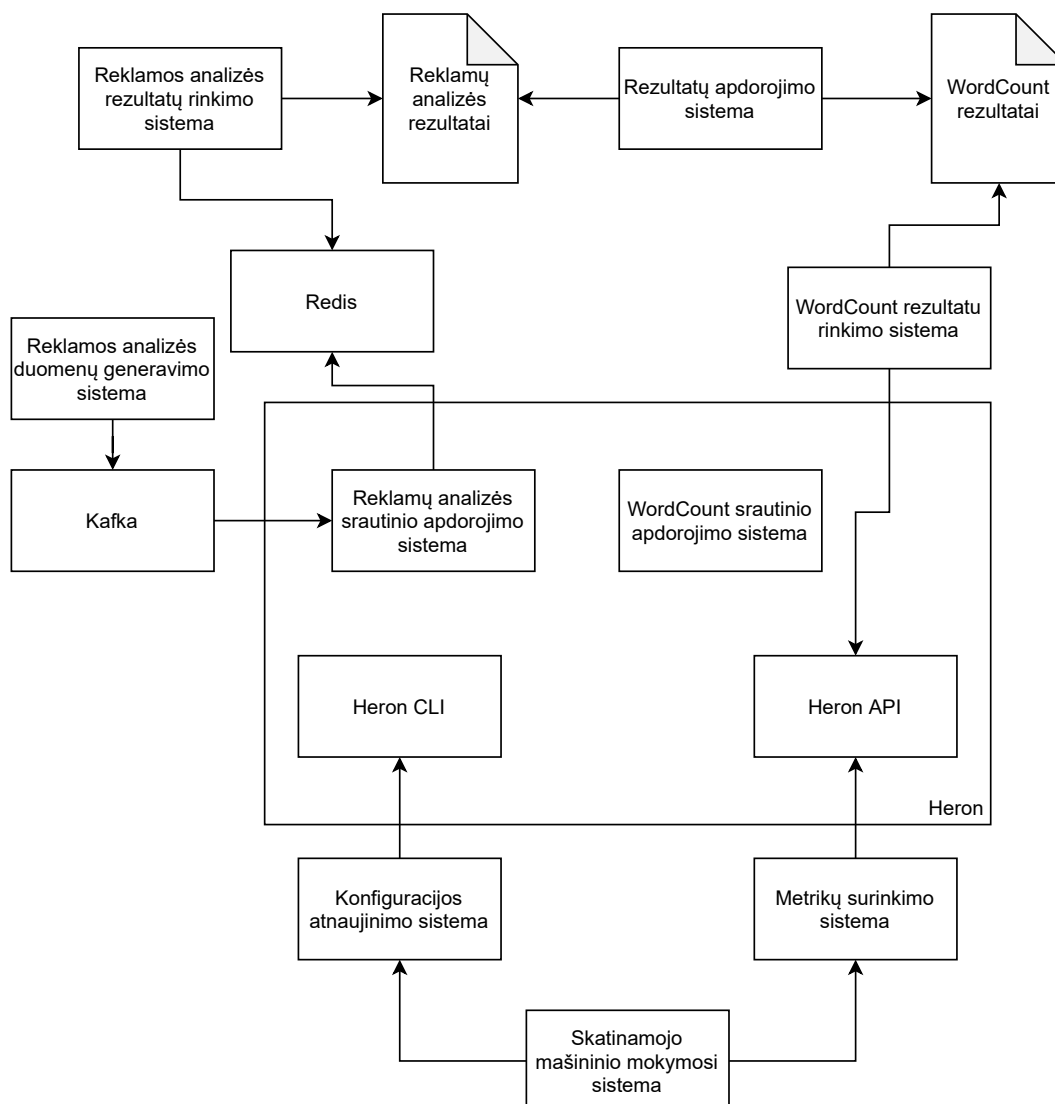 Reklamos analizės
rezultatų rinkimo
sistema
Reklamų
analizės
rezultatai
Rezultatų apdorojimo
sistema
WordCount
rezultatai
Redis
WordCount rezultatu
rinkimo sistema
Reklamos analizės
duomenų generavimo
sistema
Kafka
Reklamų analizės
srautinio apdorojimo
sistema
WordCount srautinio
apdorojimo sistema
Heron CLI
Heron API
Heron
Konfiguracijos
atnaujinimo sistema
Metrikų surinkimo
sistema
Skatinamojo
mašininio mokymosi
sistema